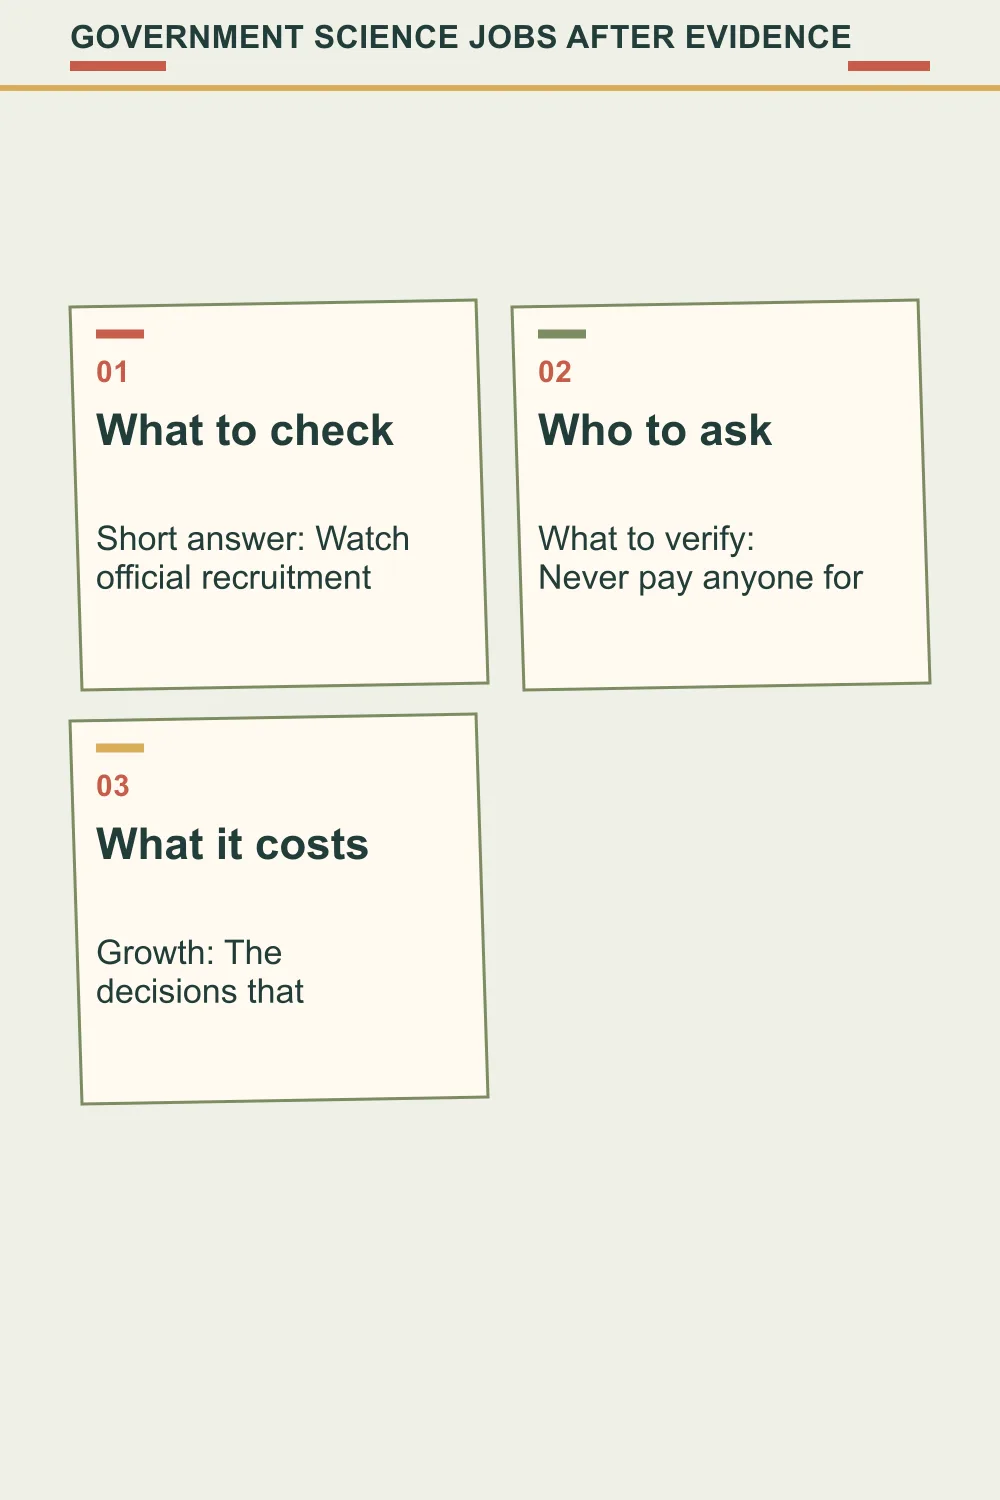 GOVERNMENT SCIENCE JOBS AFTER EVIDENCE
01
What to check
Short answer: Watch
official recruitment
02
Who to ask
What to verify:
Never pay anyone for
03
What it costs
Growth: The
decisions that